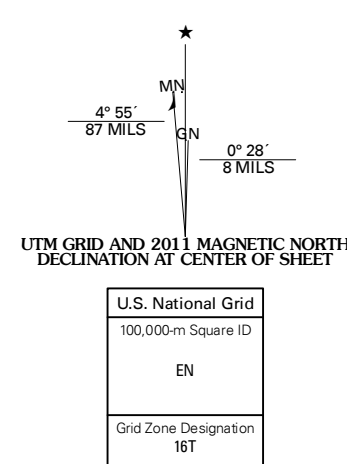 ★
MN
4° 55´
87 MILS
GN
0° 28´
8 MILS
UTM GRID AND 2011 MAGNETIC NORTH
DECLINATION AT CENTER OF SHEET
U.S. National Grid
100,000-m Square ID
EN
Grid Zone Designation
16T